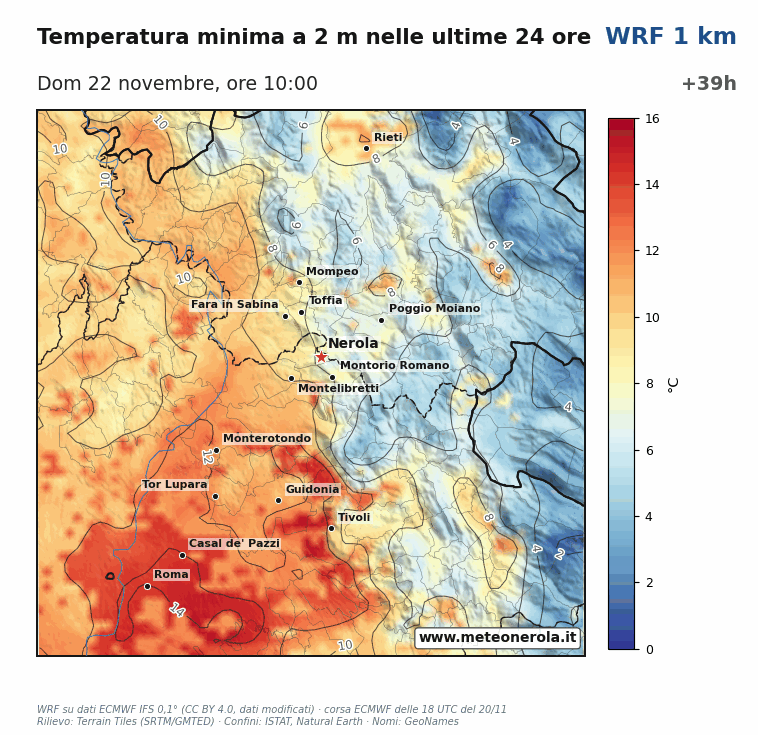 Temperatura minima a 2 m nelle ultime 24 ore WRF 1 km
Dom 22 novembre, ore 10:00 +39h
10
6
4
4
Rieti
8
10
10
6
8
6
6
4
8
10
Mompeo
8
Toffia
Fara in Sabina
Poggio Moiano
Nerola
Montorio Romano
Montelibretti
4
Monterotondo
12
Tor Lupara
Guidonia
8
Tivoli
Casal de' Pazzi
4
2
Roma
14
10
www.meteonerola.it
16
14
12
10
8
6
4
2
0
°C
WRF su dati ECMWF IFS 0,1° (CC BY 4.0, dati modificati) · corsa ECMWF delle 18 UTC del 20/11
Rilievo: Terrain Tiles (SRTM/GMTED) · Confini: ISTAT, Natural Earth · Nomi: GeoNames